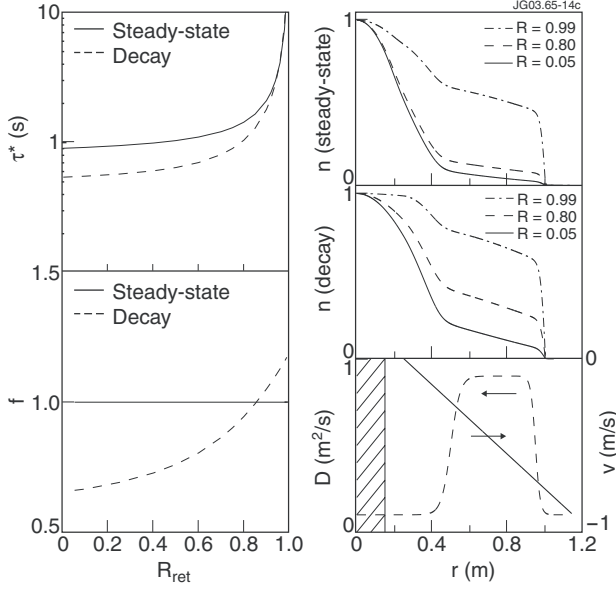 JG03.65-14c
10
Steady-state
Decay
1
τ* (s)
1.5
Steady-state
Decay
1.0
f
0.5
0
0.2
0.4
0.6
0.8
1.0
R_ret
1
R = 0.99
R = 0.80
R = 0.05
n (steady-state)
0
1
R = 0.99
R = 0.80
R = 0.05
n (decay)
0
0
1
D (m²/s)
v (m/s)
0
−1
0
0.4
0.8
1.2
r (m)